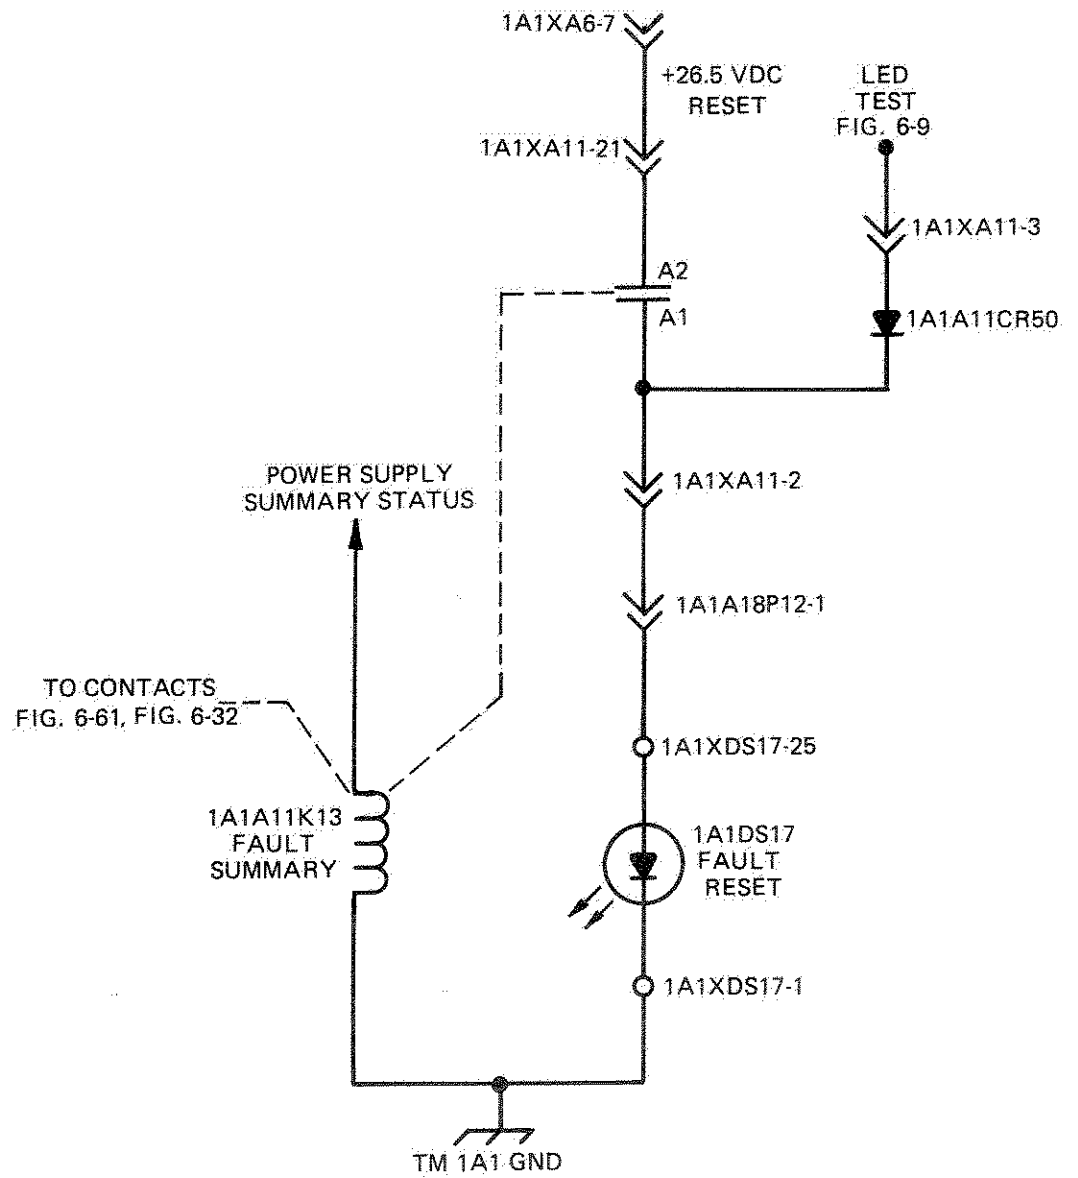 1A1XA6-7
+26.5 VDC
RESET
LED
TEST
FIG. 6-9
1A1XA11-21
1A1XA11-3
A2
A1
1A1A11CR50
POWER SUPPLY
SUMMARY STATUS
1A1XA11-2
1A1A18P12-1
TO CONTACTS
FIG. 6-61, FIG. 6-32
1A1XDS17-25
1A1A11K13
FAULT
SUMMARY
1A1DS17
FAULT
RESET
1A1XDS17-1
TM 1A1 GND